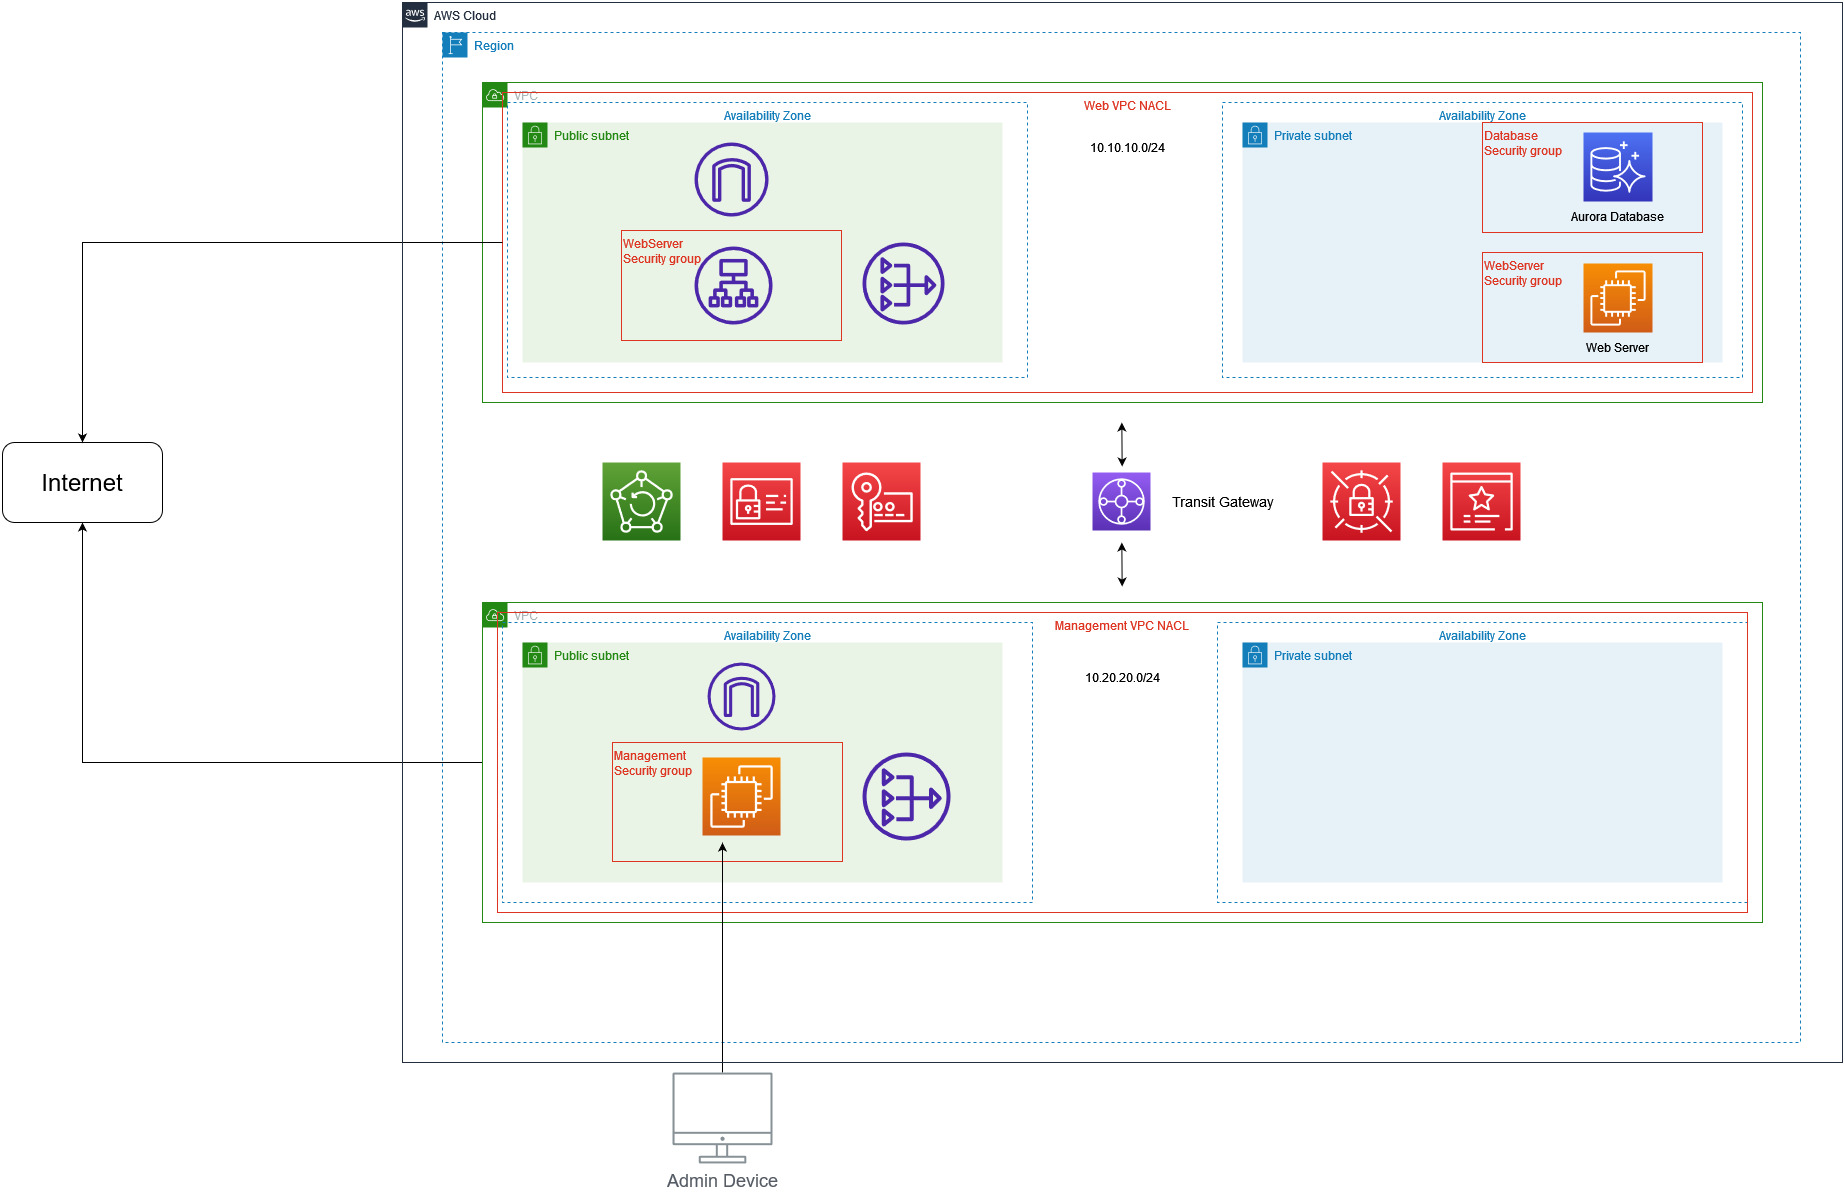 aws
AWS Cloud
Region
VPC
Web VPC NACL
10.10.10.0/24
Availability Zone
Public subnet
WebServer
Security group
Availability Zone
Private subnet
Database
Security group
Aurora Database
WebServer
Security group
Web Server
Internet
Transit Gateway
VPC
Management VPC NACL
10.20.20.0/24
Availability Zone
Public subnet
Management
Security group
Availability Zone
Private subnet
Admin Device